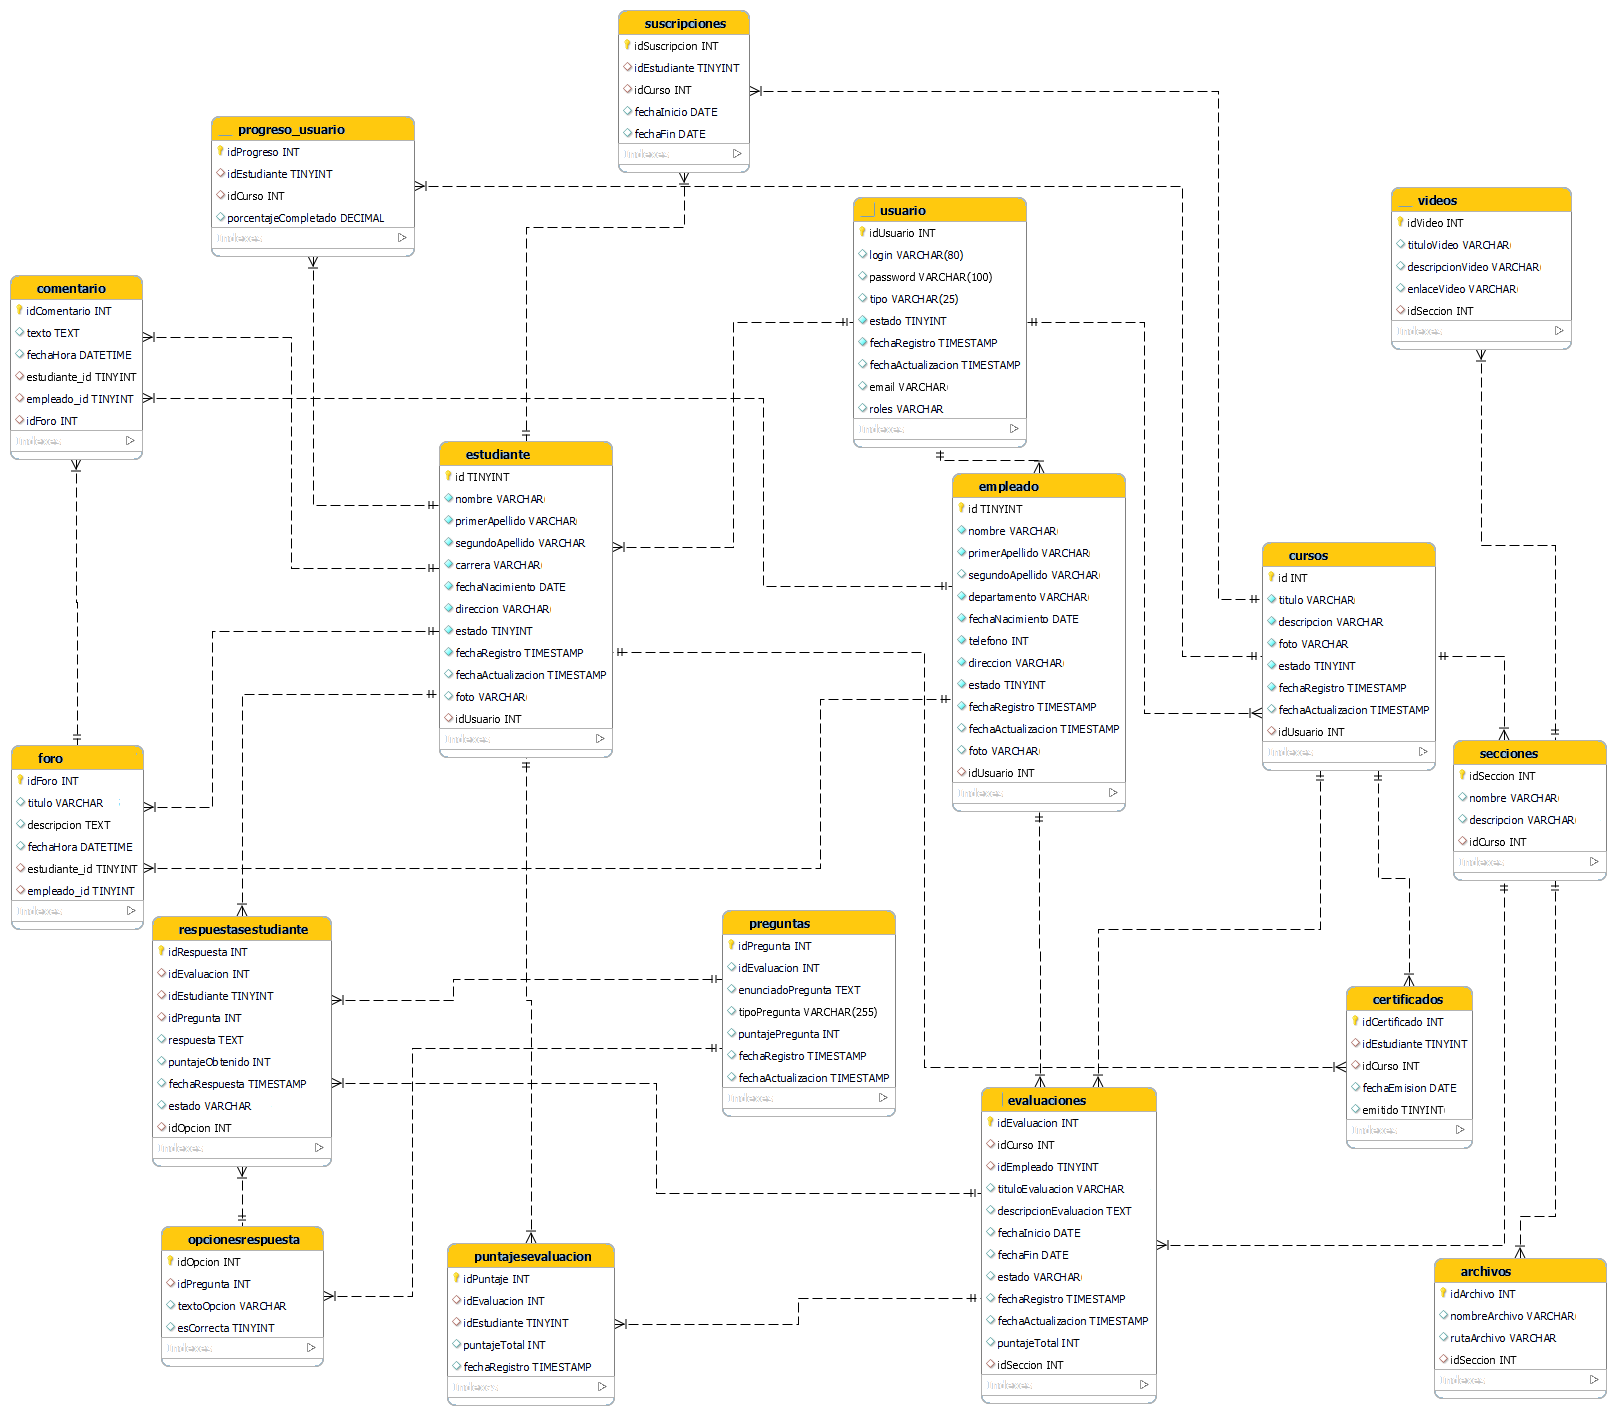 suscripciones
idSuscripcion INT
idEstudiante TINYINT
idCurso INT
fechaInicio DATE
fechaFin DATE
Indexes
__ progreso_usuario
idProgreso INT
idEstudiante TINYINT
idCurso INT
porcentajeCompletado DECIMAL
Indexes
__ usuario
idUsuario INT
login VARCHAR(80)
password VARCHAR(100)
tipo VARCHAR(25)
estado TINYINT
fechaRegistro TIMESTAMP
fechaActualizacion TIMESTAMP
email VARCHAR(
roles VARCHAR
Indexes
__ videos
idVideo INT
tituloVideo VARCHAR(
descripcionVideo VARCHAR(
enlaceVideo VARCHAR(
idSeccion INT
Indexes
comentario
idComentario INT
texto TEXT
fechaHora DATETIME
estudiante_id TINYINT
empleado_id TINYINT
idForo INT
Indexes
estudiante
id TINYINT
nombre VARCHAR(
primerApellido VARCHAR(
segundoApellido VARCHAR
carrera VARCHAR(
fechaNacimiento DATE
direccion VARCHAR(
estado TINYINT
fechaRegistro TIMESTAMP
fechaActualizacion TIMESTAMP
foto VARCHAR(
idUsuario INT
Indexes
empleado
id TINYINT
nombre VARCHAR(
primerApellido VARCHAR(
segundoApellido VARCHAR(
departamento VARCHAR(
fechaNacimiento DATE
telefono INT
direccion VARCHAR(
estado TINYINT
fechaRegistro TIMESTAMP
fechaActualizacion TIMESTAMP
foto VARCHAR(
idUsuario INT
Indexes
cursos
id INT
titulo VARCHAR(
descripcion VARCHAR
foto VARCHAR
estado TINYINT
fechaRegistro TIMESTAMP
fechaActualizacion TIMESTAMP
idUsuario INT
Indexes
secciones
idSeccion INT
nombre VARCHAR(
descripcion VARCHAR(
idCurso INT
Indexes
foro
idForo INT
titulo VARCHAR
descripcion TEXT
fechaHora DATETIME
estudiante_id TINYINT
empleado_id TINYINT
Indexes
respuestasestudiante
idRespuesta INT
idEvaluacion INT
idEstudiante TINYINT
idPregunta INT
respuesta TEXT
puntajeObtenido INT
fechaRespuesta TIMESTAMP
estado VARCHAR
idOpcion INT
Indexes
preguntas
idPregunta INT
idEvaluacion INT
enunciadoPregunta TEXT
tipoPregunta VARCHAR(255)
puntajePregunta INT
fechaRegistro TIMESTAMP
fechaActualizacion TIMESTAMP
Indexes
certificados
idCertificado INT
idEstudiante TINYINT
idCurso INT
fechaEmision DATE
emitido TINYINT(
Indexes
evaluaciones
idEvaluacion INT
idCurso INT
idEmpleado TINYINT
tituloEvaluacion VARCHAR
descripcionEvaluacion TEXT
fechaInicio DATE
fechaFin DATE
estado VARCHAR(
fechaRegistro TIMESTAMP
fechaActualizacion TIMESTAMP
puntajeTotal INT
idSeccion INT
Indexes
opcionesrespuesta
idOpcion INT
idPregunta INT
textoOpcion VARCHAR
esCorrecta TINYINT
Indexes
puntajesevaluacion
idPuntaje INT
idEvaluacion INT
idEstudiante TINYINT
puntajeTotal INT
fechaRegistro TIMESTAMP
Indexes
archivos
idArchivo INT
nombreArchivo VARCHAR(
rutaArchivo VARCHAR
idSeccion INT
Indexes